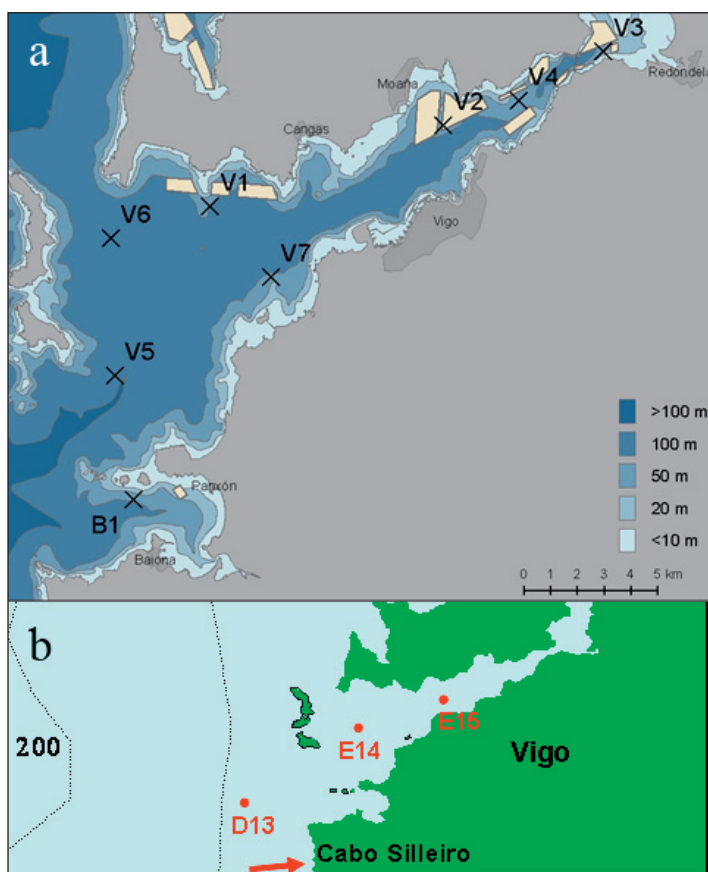 a
V3
Redondela
Moaña
V4
V2
Cangas
V1
Vigo
V6
V7
V5
>100 m
100 m
50 m
20 m
<10 m
Panxón
B1
Baiona
0 1 2 3 4 5 km
b
E15
E14
200
Vigo
D13
Cabo Silleiro